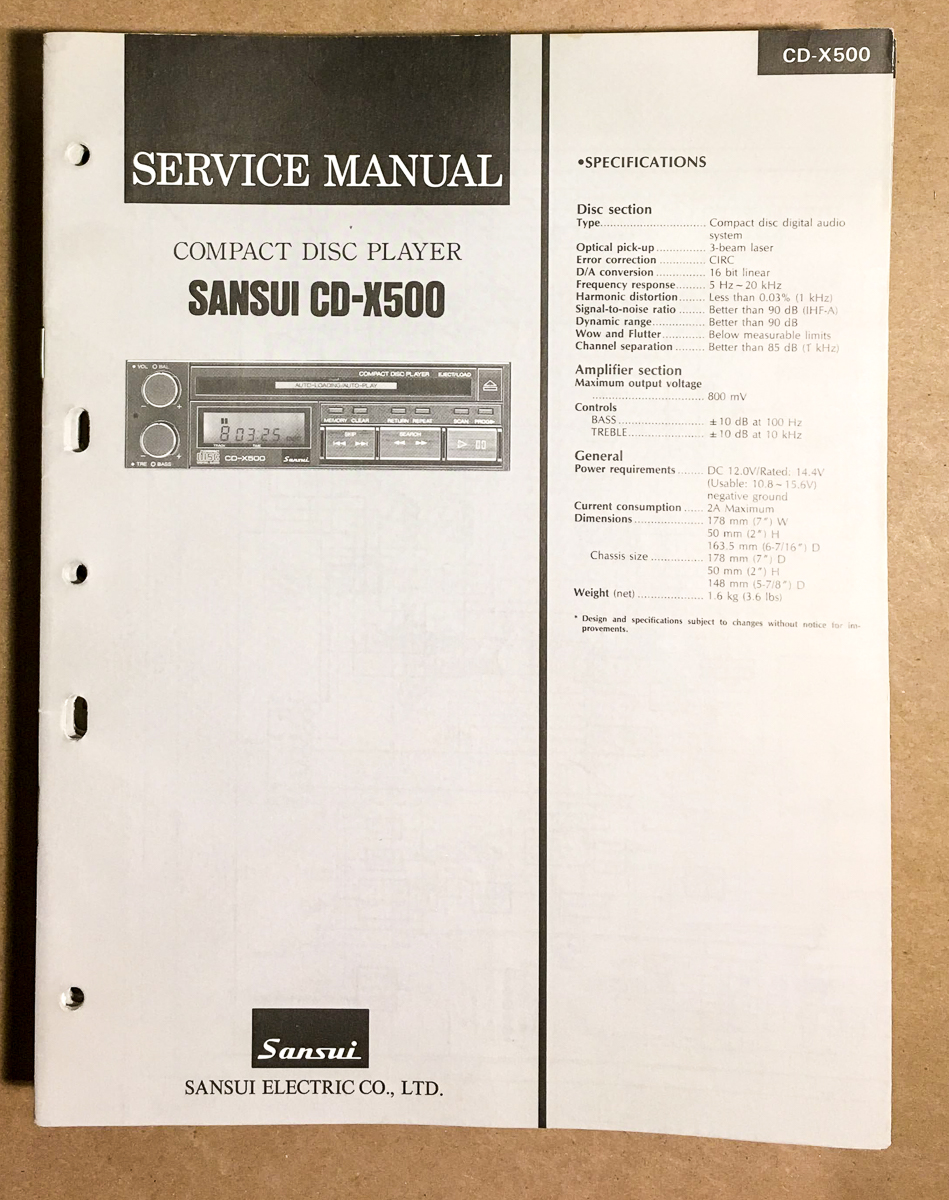 CD-X500
SERVICE MANUAL
COMPACT DISC PLAYER
SANSUI CD-X500
VOL BAL
COMPACT DISC PLAYER EJECT/LOAD
AUTO-LOADING/AUTO-PLAY
MEMORY CLEAR RETURN REPEAT SCAN PROG
8 03:25
TRACK
SKIP SEARCH
DISC
CD-X500 Sansui
TRE BASS
Sansui
SANSUI ELECTRIC CO., LTD.
•SPECIFICATIONS
Disc section
Type.............................. Compact disc digital audio
system
Optical pick-up .............. 3-beam laser
Error correction ............. CIRC
D/A conversion .............. 16 bit linear
Frequency response........ 5 Hz ~ 20 kHz
Harmonic distortion....... Less than 0.03% (1 kHz)
Signal-to-noise ratio ....... Better than 90 dB (IHF-A)
Dynamic range............... Better than 90 dB
Wow and Flutter............ Below measurable limits
Channel separation ........ Better than 85 dB (1 kHz)
Amplifier section
Maximum output voltage
............................... 800 mV
Controls
BASS........................ ±10 dB at 100 Hz
TREBLE..................... ±10 dB at 10 kHz
General
Power requirements ....... DC 12.0V/Rated: 14.4V
(Usable: 10.8 ~ 15.6V)
negative ground
Current consumption ..... 2A Maximum
Dimensions ................... 178 mm (7″) W
50 mm (2″) H
163.5 mm (6-7/16″) D
Chassis size ............... 178 mm (7″) D
50 mm (2″) H
148 mm (5-7/8″) D
Weight (net) .................. 1.6 kg (3.6 lbs)
* Design and specifications subject to changes without notice for im-
provements.